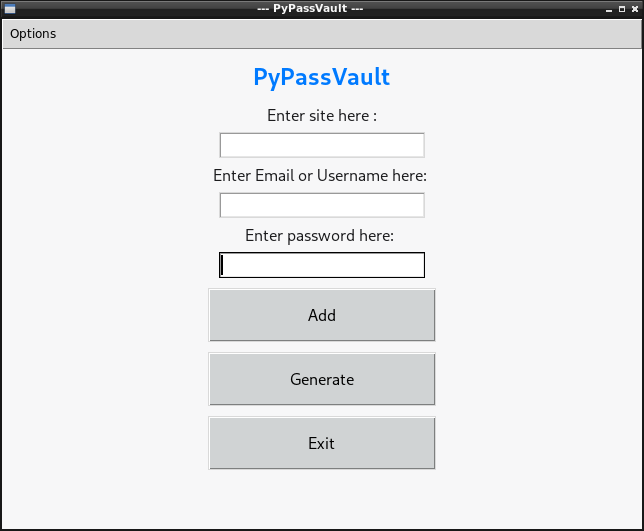 --- PyPassVault ---
Options
PyPassVault
Enter site here :
Enter Email or Username here:
Enter password here:
Add
Generate
Exit